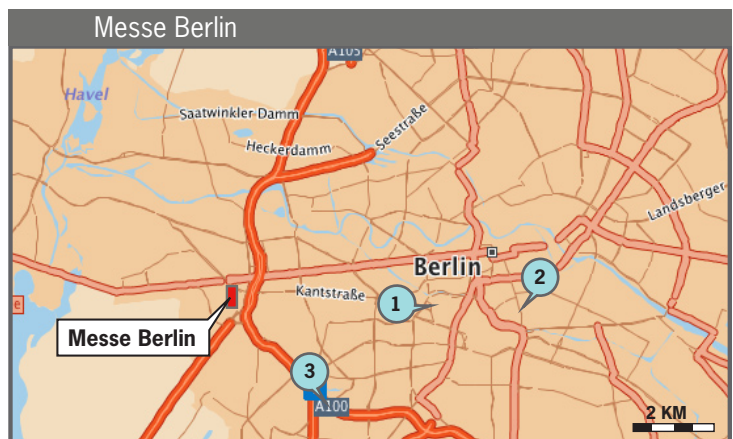 Messe Berlin
A105
Havel
Saatwinkler Damm
Seestraße
Heckerdamm
Landsberger
Berlin
2
Kantstraße
1
e
Messe Berlin
3
A100
2 KM